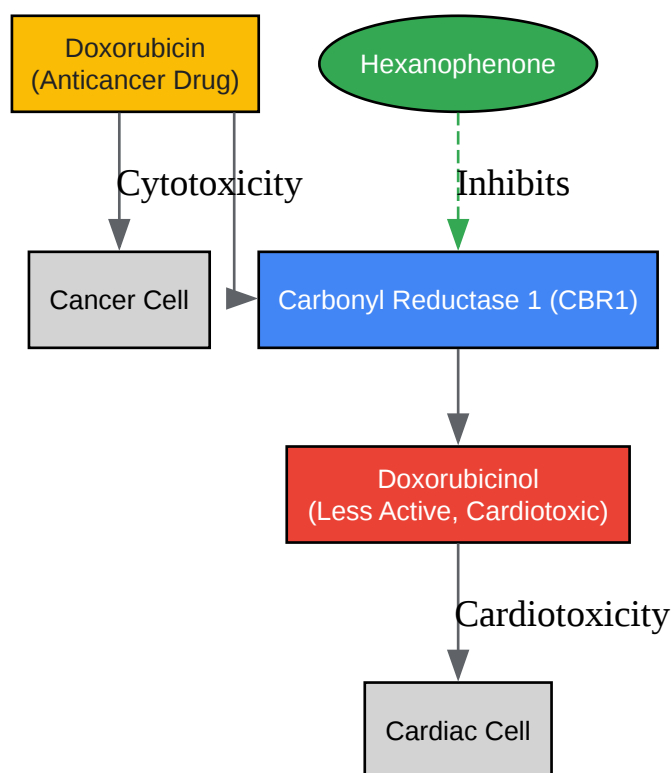 Doxorubicin
(Anticancer Drug)
Hexanophenone
Cytotoxicity
Inhibits
Cancer Cell
Carbonyl Reductase 1 (CBR1)
Doxorubicinol
(Less Active, Cardiotoxic)
Cardiotoxicity
Cardiac Cell